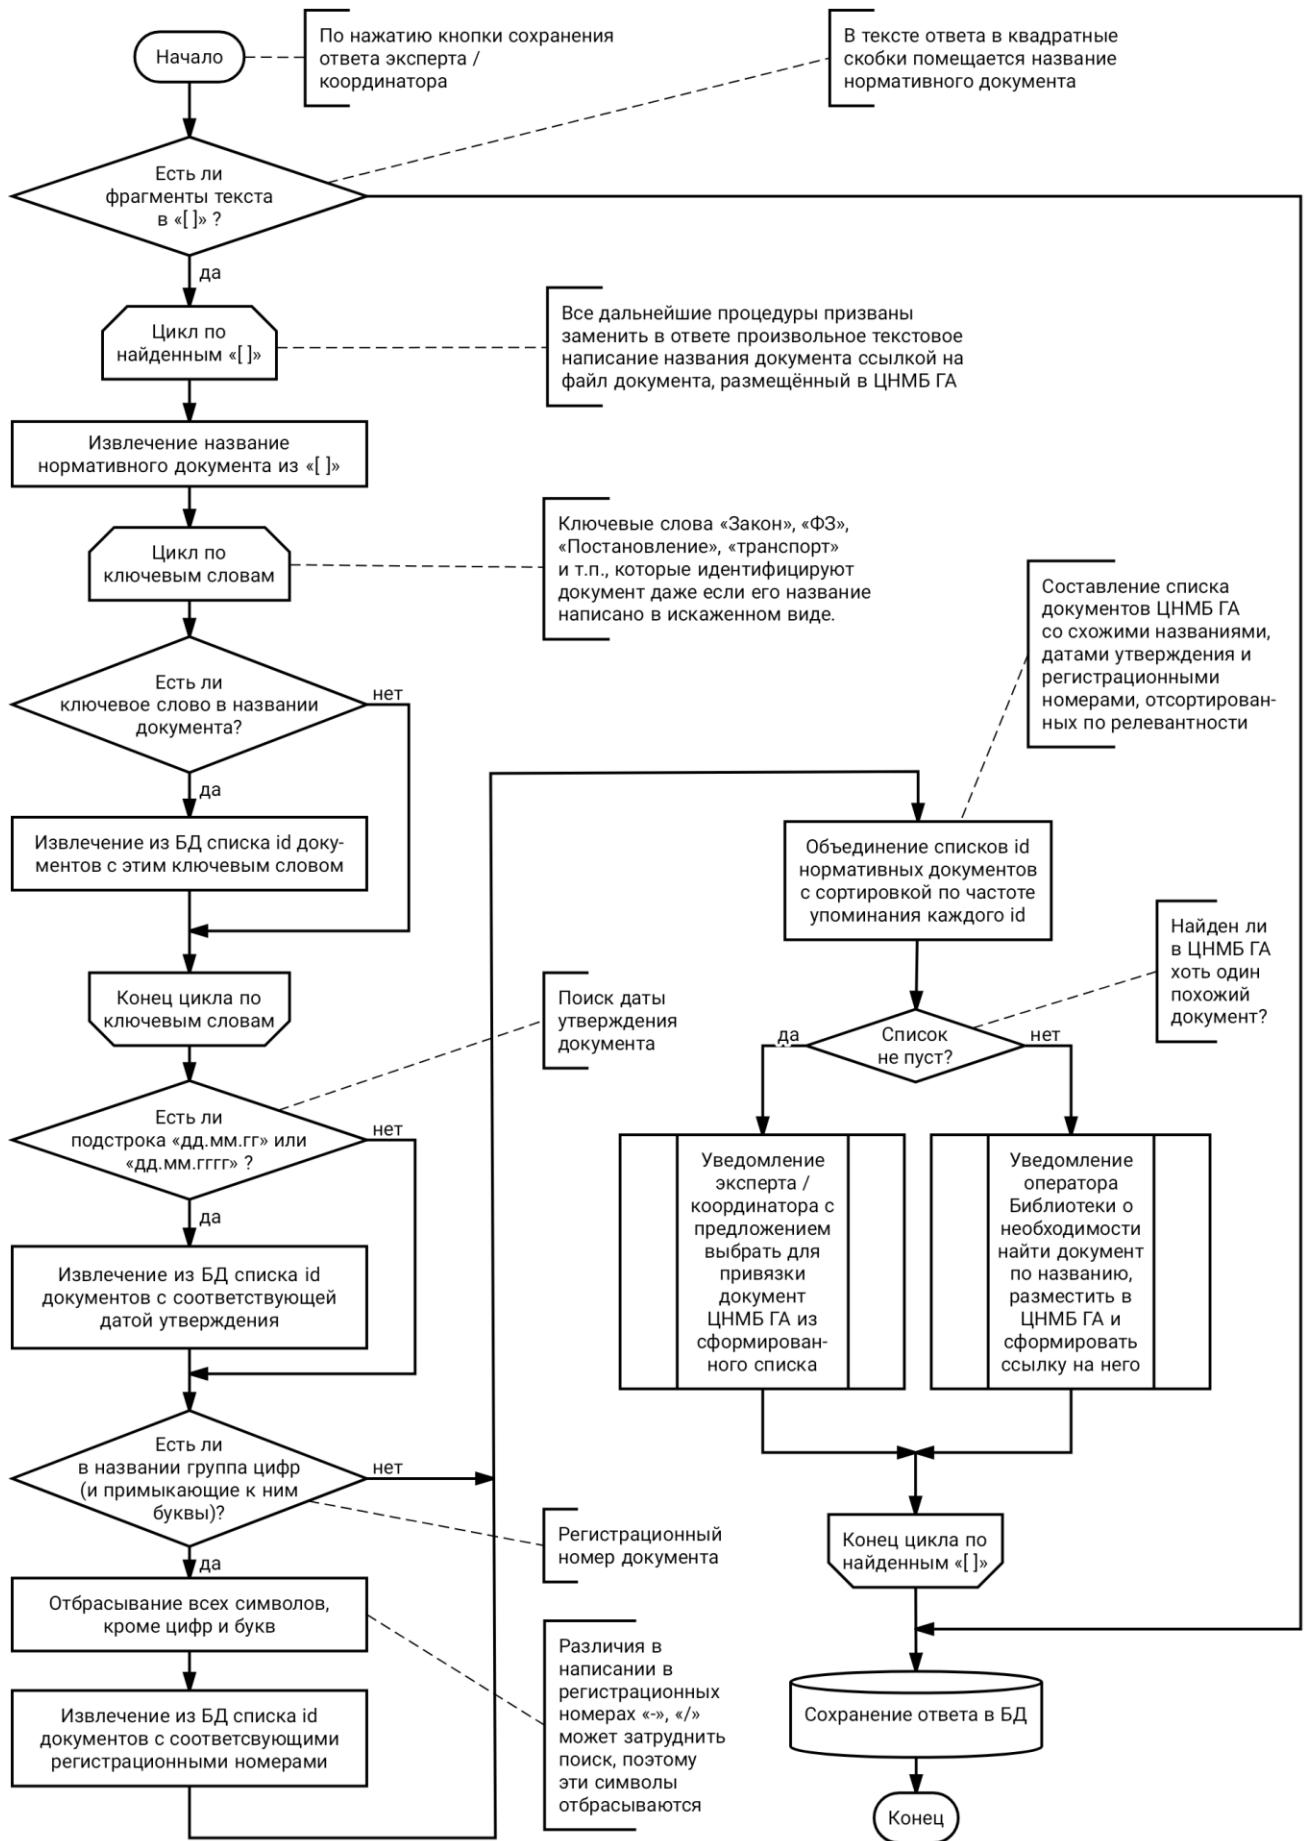 Начало
По нажатию кнопки сохранения
ответа эксперта /
координатора
В тексте ответа в квадратные
скобки помещается название
нормативного документа
Есть ли
фрагменты текста
в «[ ]» ?
да
Цикл по
найденным «[ ]»
Все дальнейшие процедуры призваны
заменить в ответе произвольное текстовое
написание названия документа ссылкой на
файл документа, размещённый в ЦНМБ ГА
Извлечение название
нормативного документа из «[ ]»
Цикл по
ключевым словам
Ключевые слова «Закон», «ФЗ»,
«Постановление», «транспорт»
и т.п., которые идентифицируют
документ даже если его название
написано в искаженном виде.
Есть ли
ключевое слово в названии
документа?
нет
да
Извлечение из БД списка id доку-
ментов с этим ключевым словом
Конец цикла по
ключевым словам
Поиск даты
утверждения
документа
Есть ли
подстрока «дд.мм.гг» или
«дд.мм.гггг» ?
нет
да
Извлечение из БД списка id
документов с соответствующей
датой утверждения
Есть ли
в названии группа цифр
(и примыкающие к ним
буквы)?
нет
да
Регистрационный
номер документа
Отбрасывание всех символов,
кроме цифр и букв
Различия в
написании в
регистрационных
номерах «-», «/»
может затруднить
поиск, поэтому
эти символы
отбрасываются
Извлечение из БД списка id
документов с соответсвующими
регистрационными номерами
Составление списка
документов ЦНМБ ГА
со схожими названиями,
датами утверждения и
регистрационными
номерами, отсортирован-
ных по релевантности
Объединение списков id
нормативных документов
с сортировкой по частоте
упоминания каждого id
Найден ли
в ЦНМБ ГА
хоть один
похожий
документ?
Список
не пуст?
да
нет
Уведомление
эксперта /
координатора с
предложением
выбрать для
привязки
документ
ЦНМБ ГА из
сформирован-
ного списка
Уведомление
оператора
Библиотеки о
необходимости
найти документ
по названию,
разместить в
ЦНМБ ГА и
сформировать
ссылку на него
Конец цикла по
найденным «[ ]»
Сохранение ответа в БД
Конец